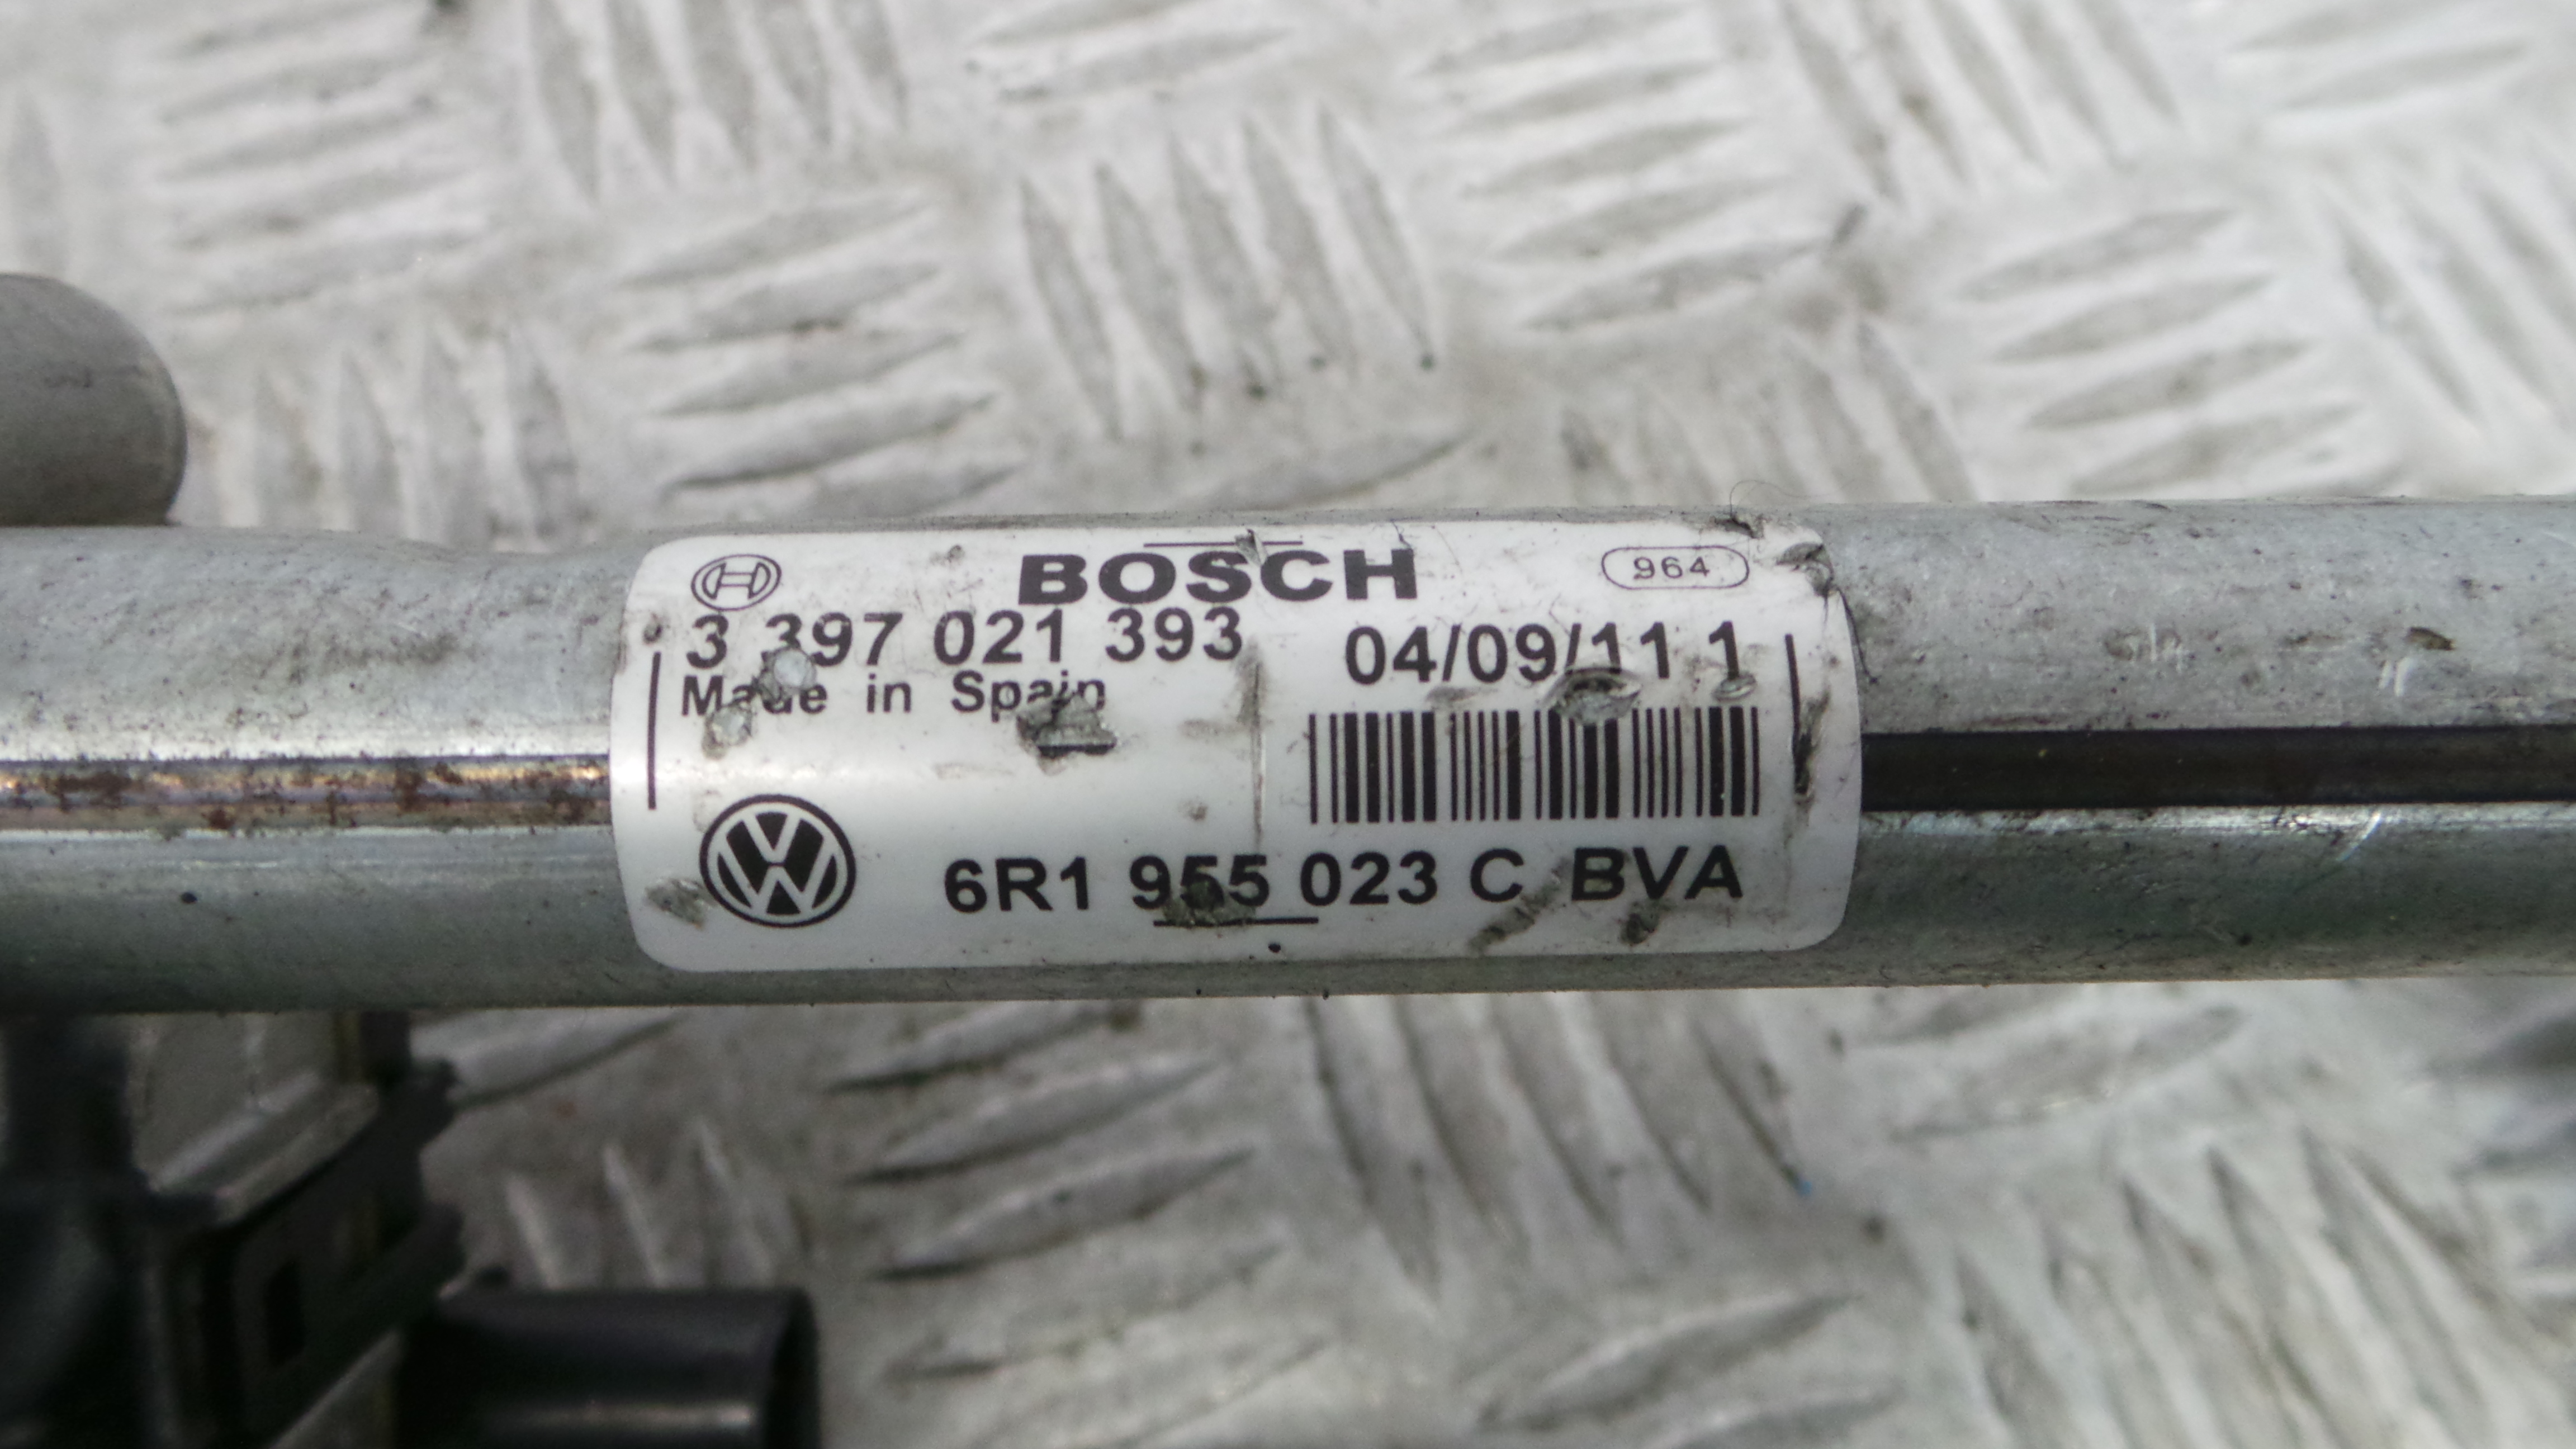 BOSCH 964
3 397 021 393 04/09/11 1
Made in Spain
6R1 955 023 C BVA